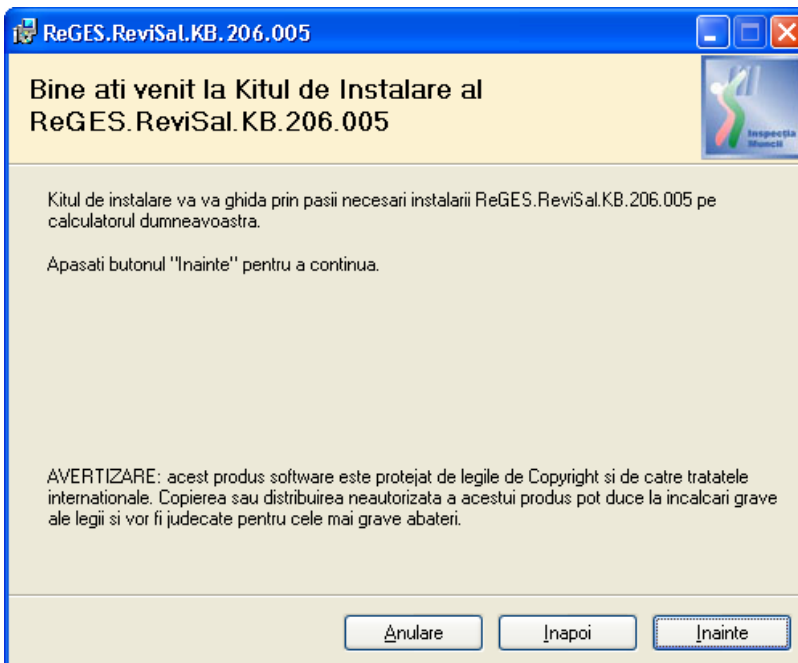 ReGES.ReviSal.KB.206.005
Bine ati venit la Kitul de Instalare al
ReGES.ReviSal.KB.206.005
Inspecția
Muncii
Kitul de instalare va va ghida prin pasii necesari instalarii ReGES.ReviSal.KB.206.005 pe
calculatorul dumneavoastra.
Apasati butonul "Inainte" pentru a continua.
AVERTIZARE: acest produs software este protejat de legile de Copyright si de catre tratatele
internationale. Copierea sau distribuirea neautorizata a acestui produs pot duce la incalcari grave
ale legii si vor fi judecate pentru cele mai grave abateri.
Anulare
Inapoi
Inainte